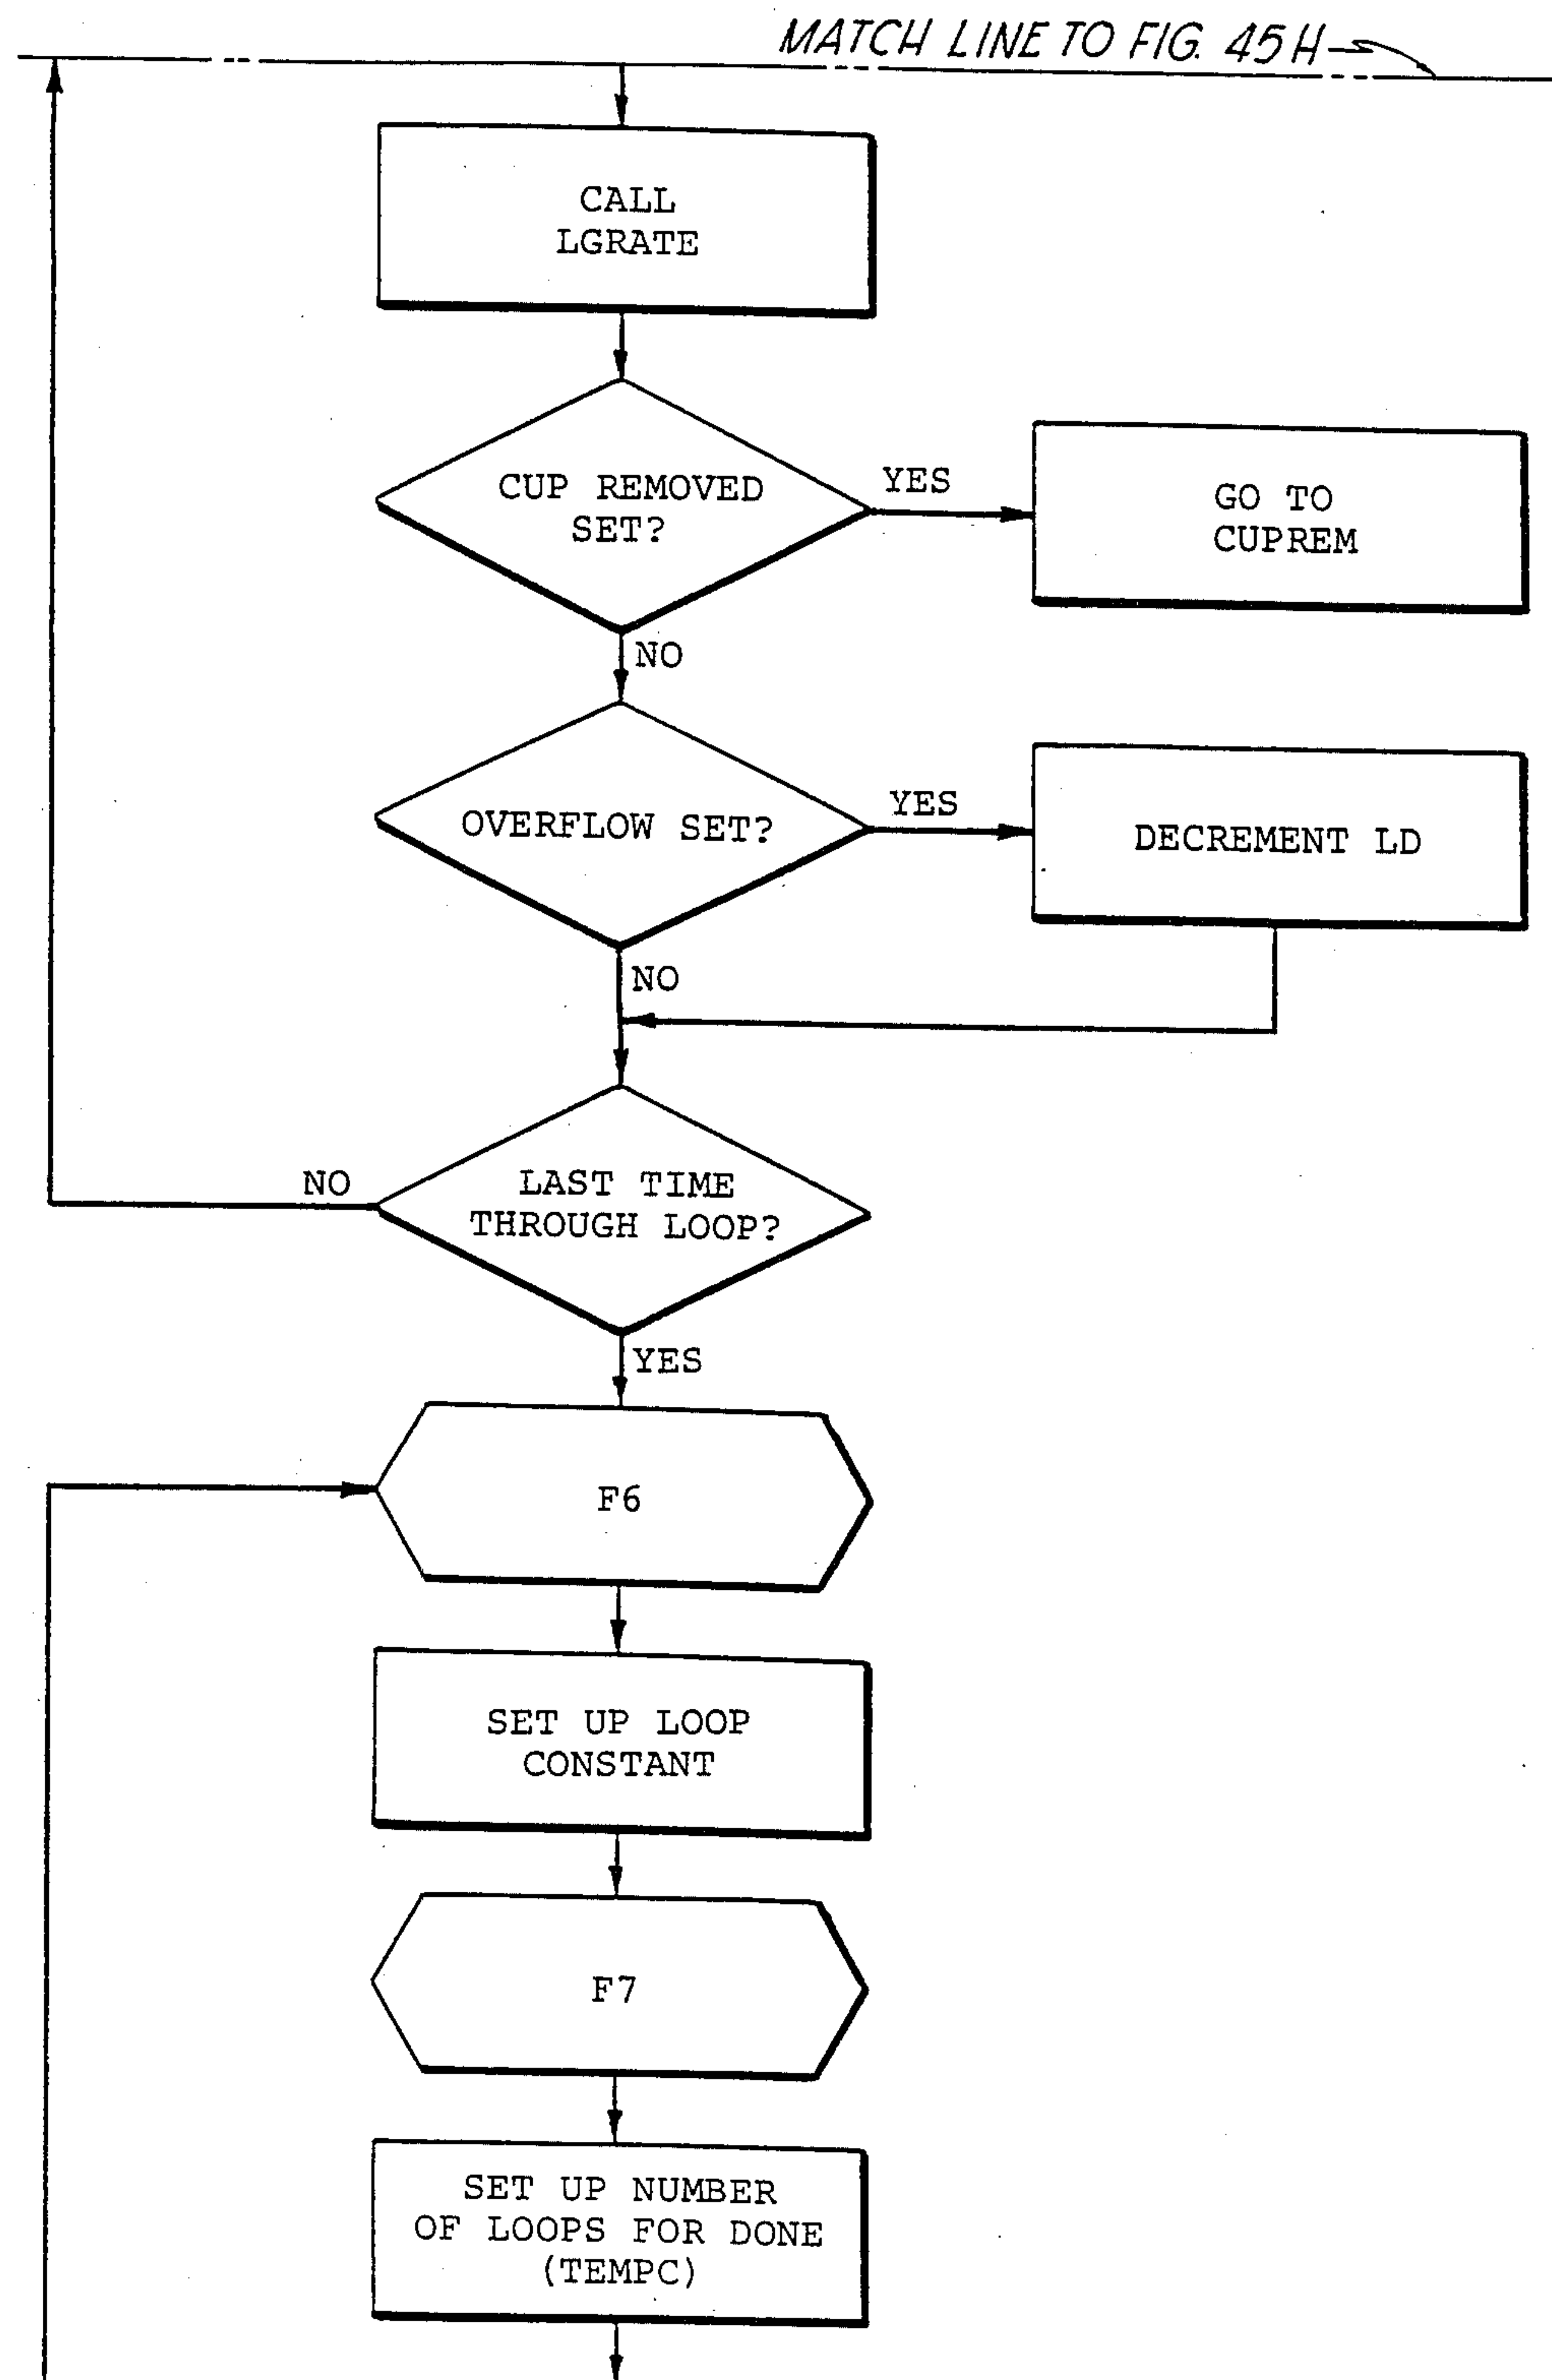 MATCH LINE TO FIG. 45H
CALL
LGRATE
CUP REMOVED
SET?
YES
GO TO
CUPREM
NO
OVERFLOW SET?
YES
DECREMENT LD
NO
LAST TIME
THROUGH LOOP?
NO
YES
F6
SET UP LOOP
CONSTANT
F7
SET UP NUMBER
OF LOOPS FOR DONE
(TEMPC)